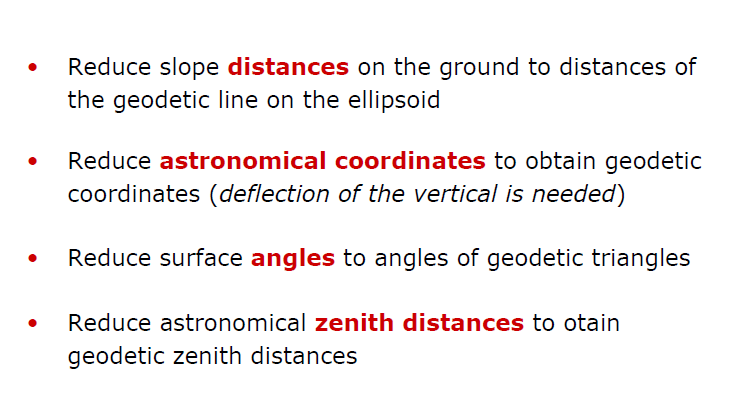 • Reduce slope distances on the ground to distances of
the geodetic line on the ellipsoid
• Reduce astronomical coordinates to obtain geodetic
coordinates (deflection of the vertical is needed)
• Reduce surface angles to angles of geodetic triangles
• Reduce astronomical zenith distances to otain
geodetic zenith distances